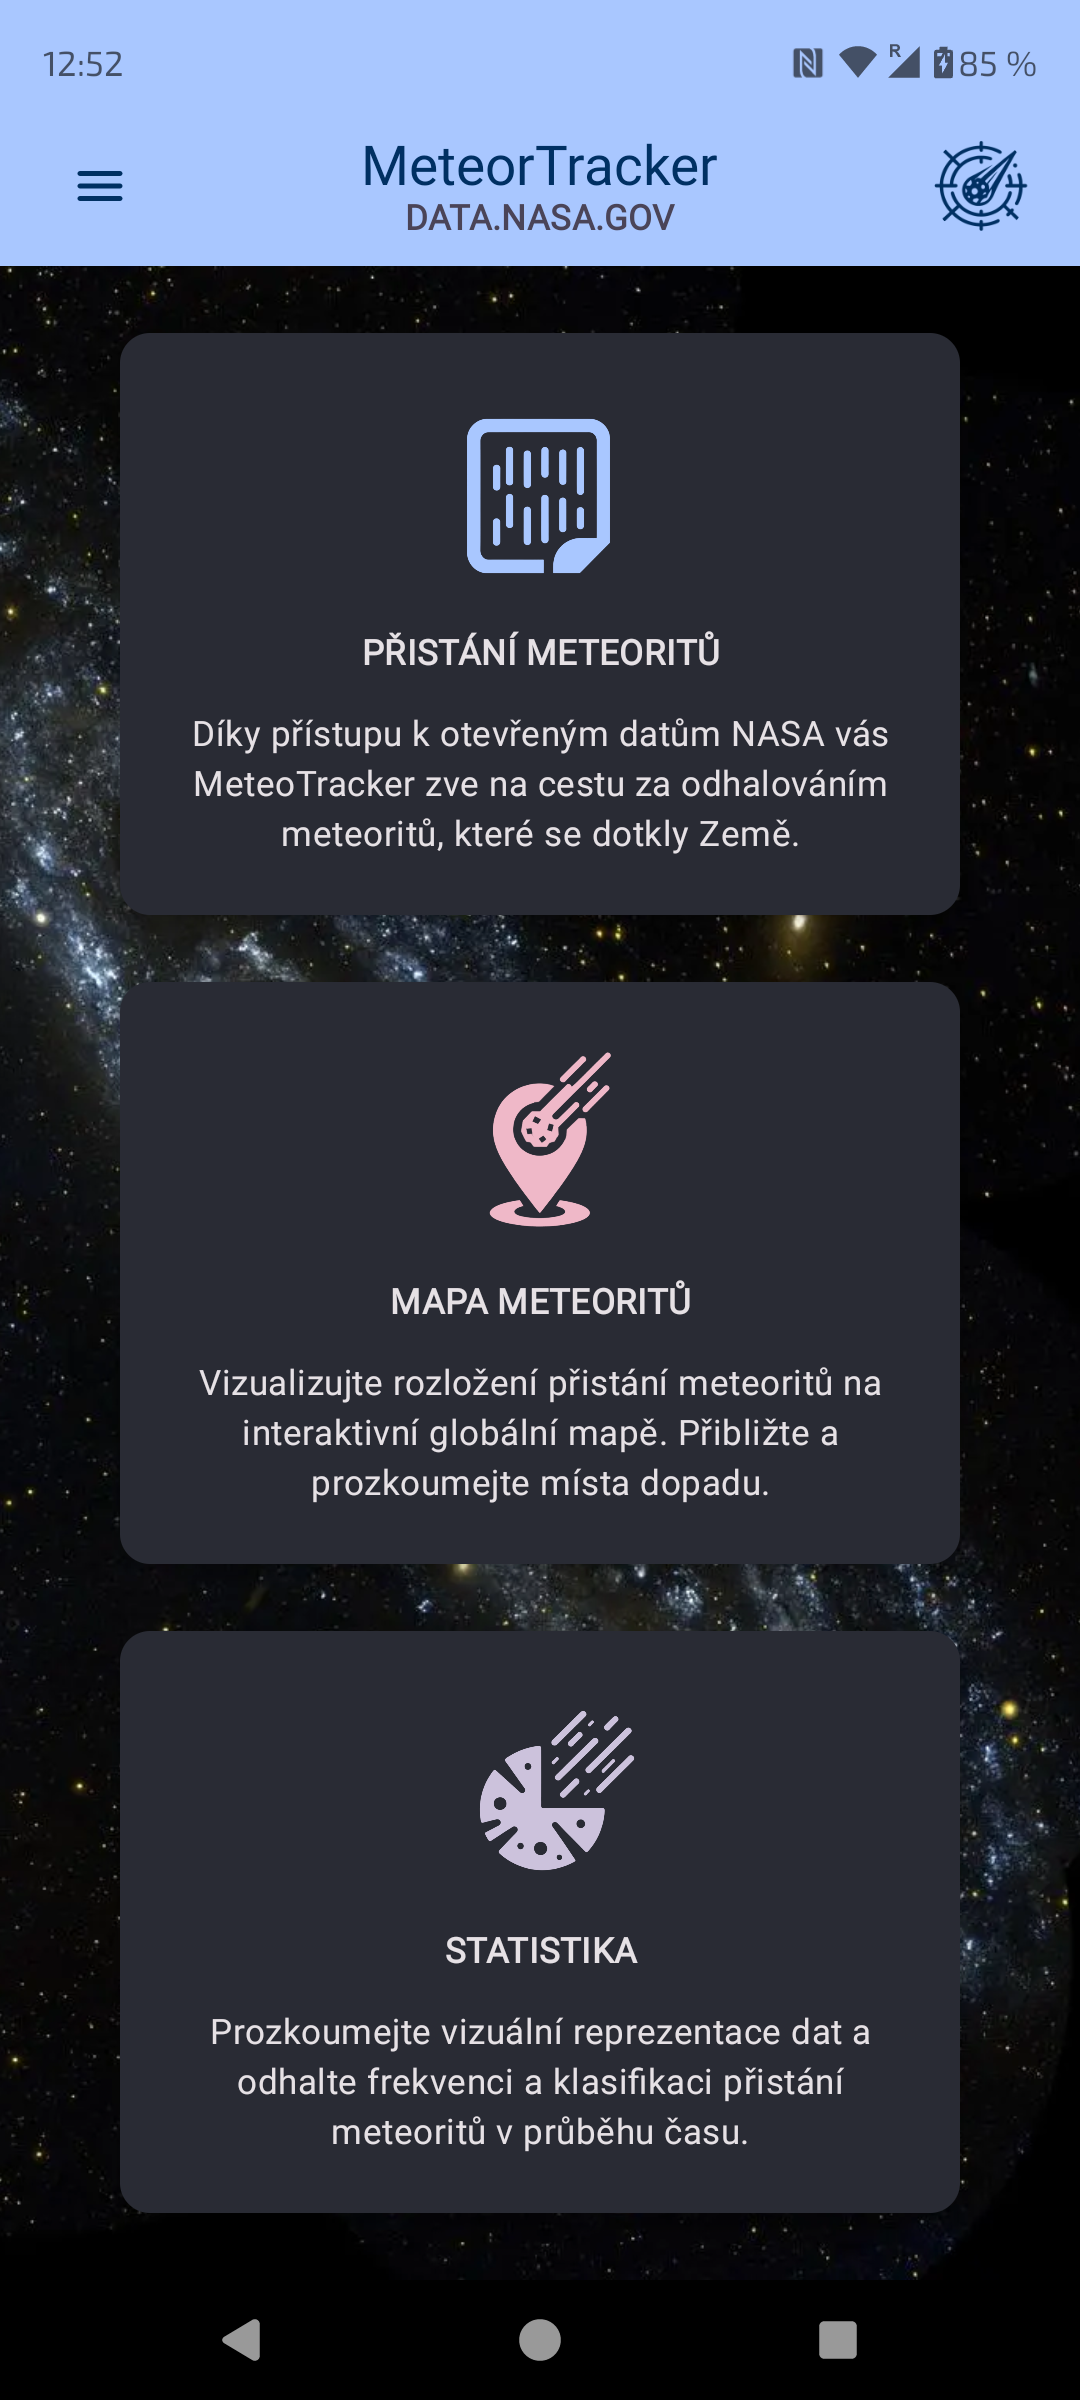 12:52
R
85 %
MeteorTracker
DATA.NASA.GOV
PŘISTÁNÍ METEORITŮ
Díky přístupu k otevřeným datům NASA vás
MeteoTracker zve na cestu za odhalováním
meteoritů, které se dotkly Země.
MAPA METEORITŮ
Vizualizujte rozložení přistání meteoritů na
interaktivní globální mapě. Přibližte a
prozkoumejte místa dopadu.
STATISTIKA
Prozkoumejte vizuální reprezentace dat a
odhalte frekvenci a klasifikaci přistání
meteoritů v průběhu času.